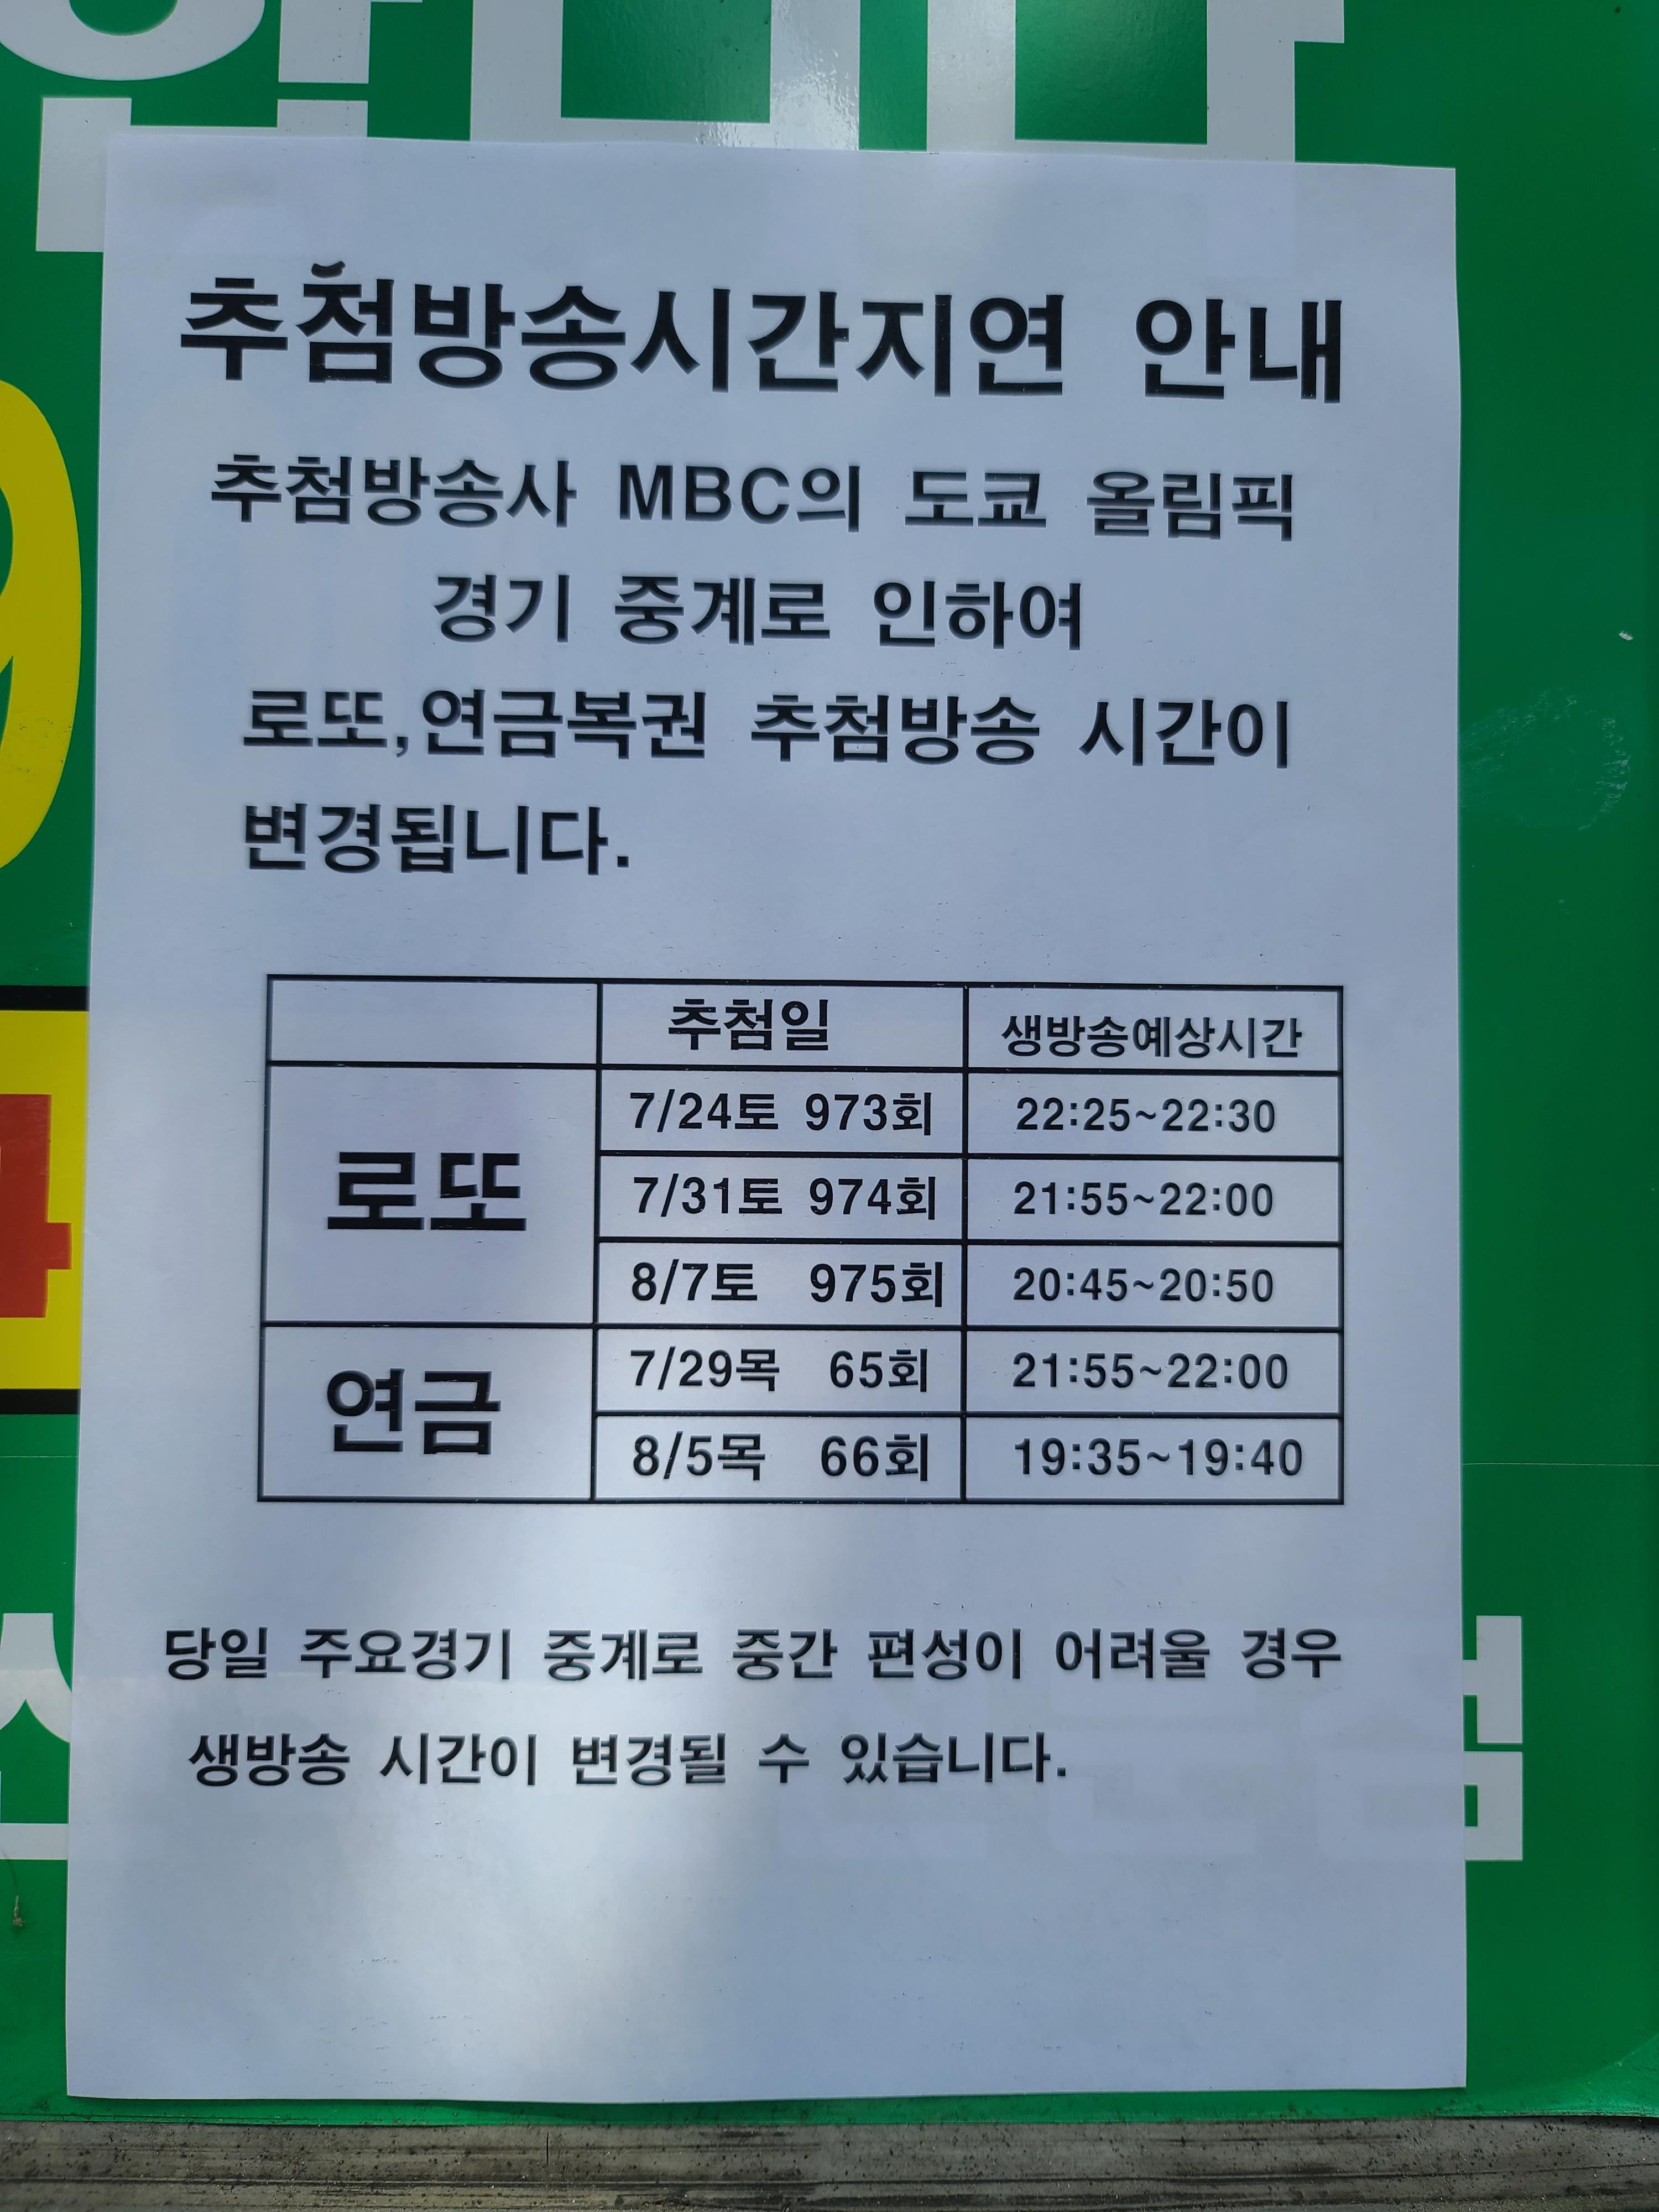 추첨방송시간지연 안내
추첨방송사 MBC의 도쿄 올림픽
경기 중계로 인하여
로또,연금복권 추첨방송 시간이
변경됩니다.
추첨일 생방송예상시간
로또
7/24토 973회 22:25~22:30
7/31토 974회 21:55~22:00
8/7토 975회 20:45~20:50
연금
7/29목 65회 21:55~22:00
8/5목 66회 19:35~19:40
당일 주요경기 중계로 중간 편성이 어려울 경우
생방송 시간이 변경될 수 있습니다.